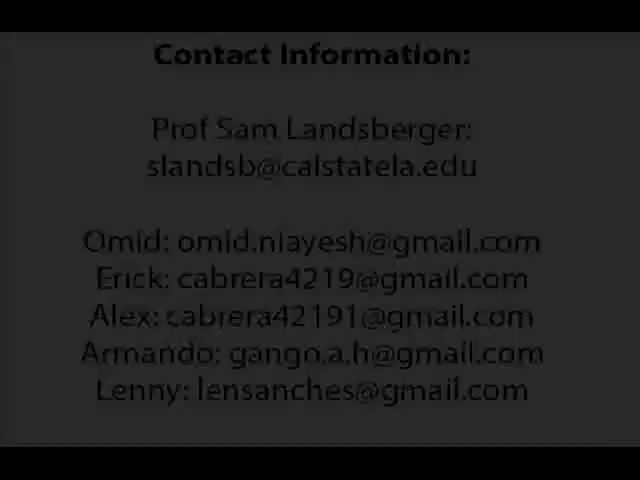 Contact Information:
Prof Sam Landsberger:
slandsb@calstatela.edu
Omid: omid.niayesh@gmail.com
Erick: cabrera4219@gmail.com
Alex: cabrera42191@gmail.com
Armando: gango.a.h@gmail.com
Lenny: lensanches@gmail.com